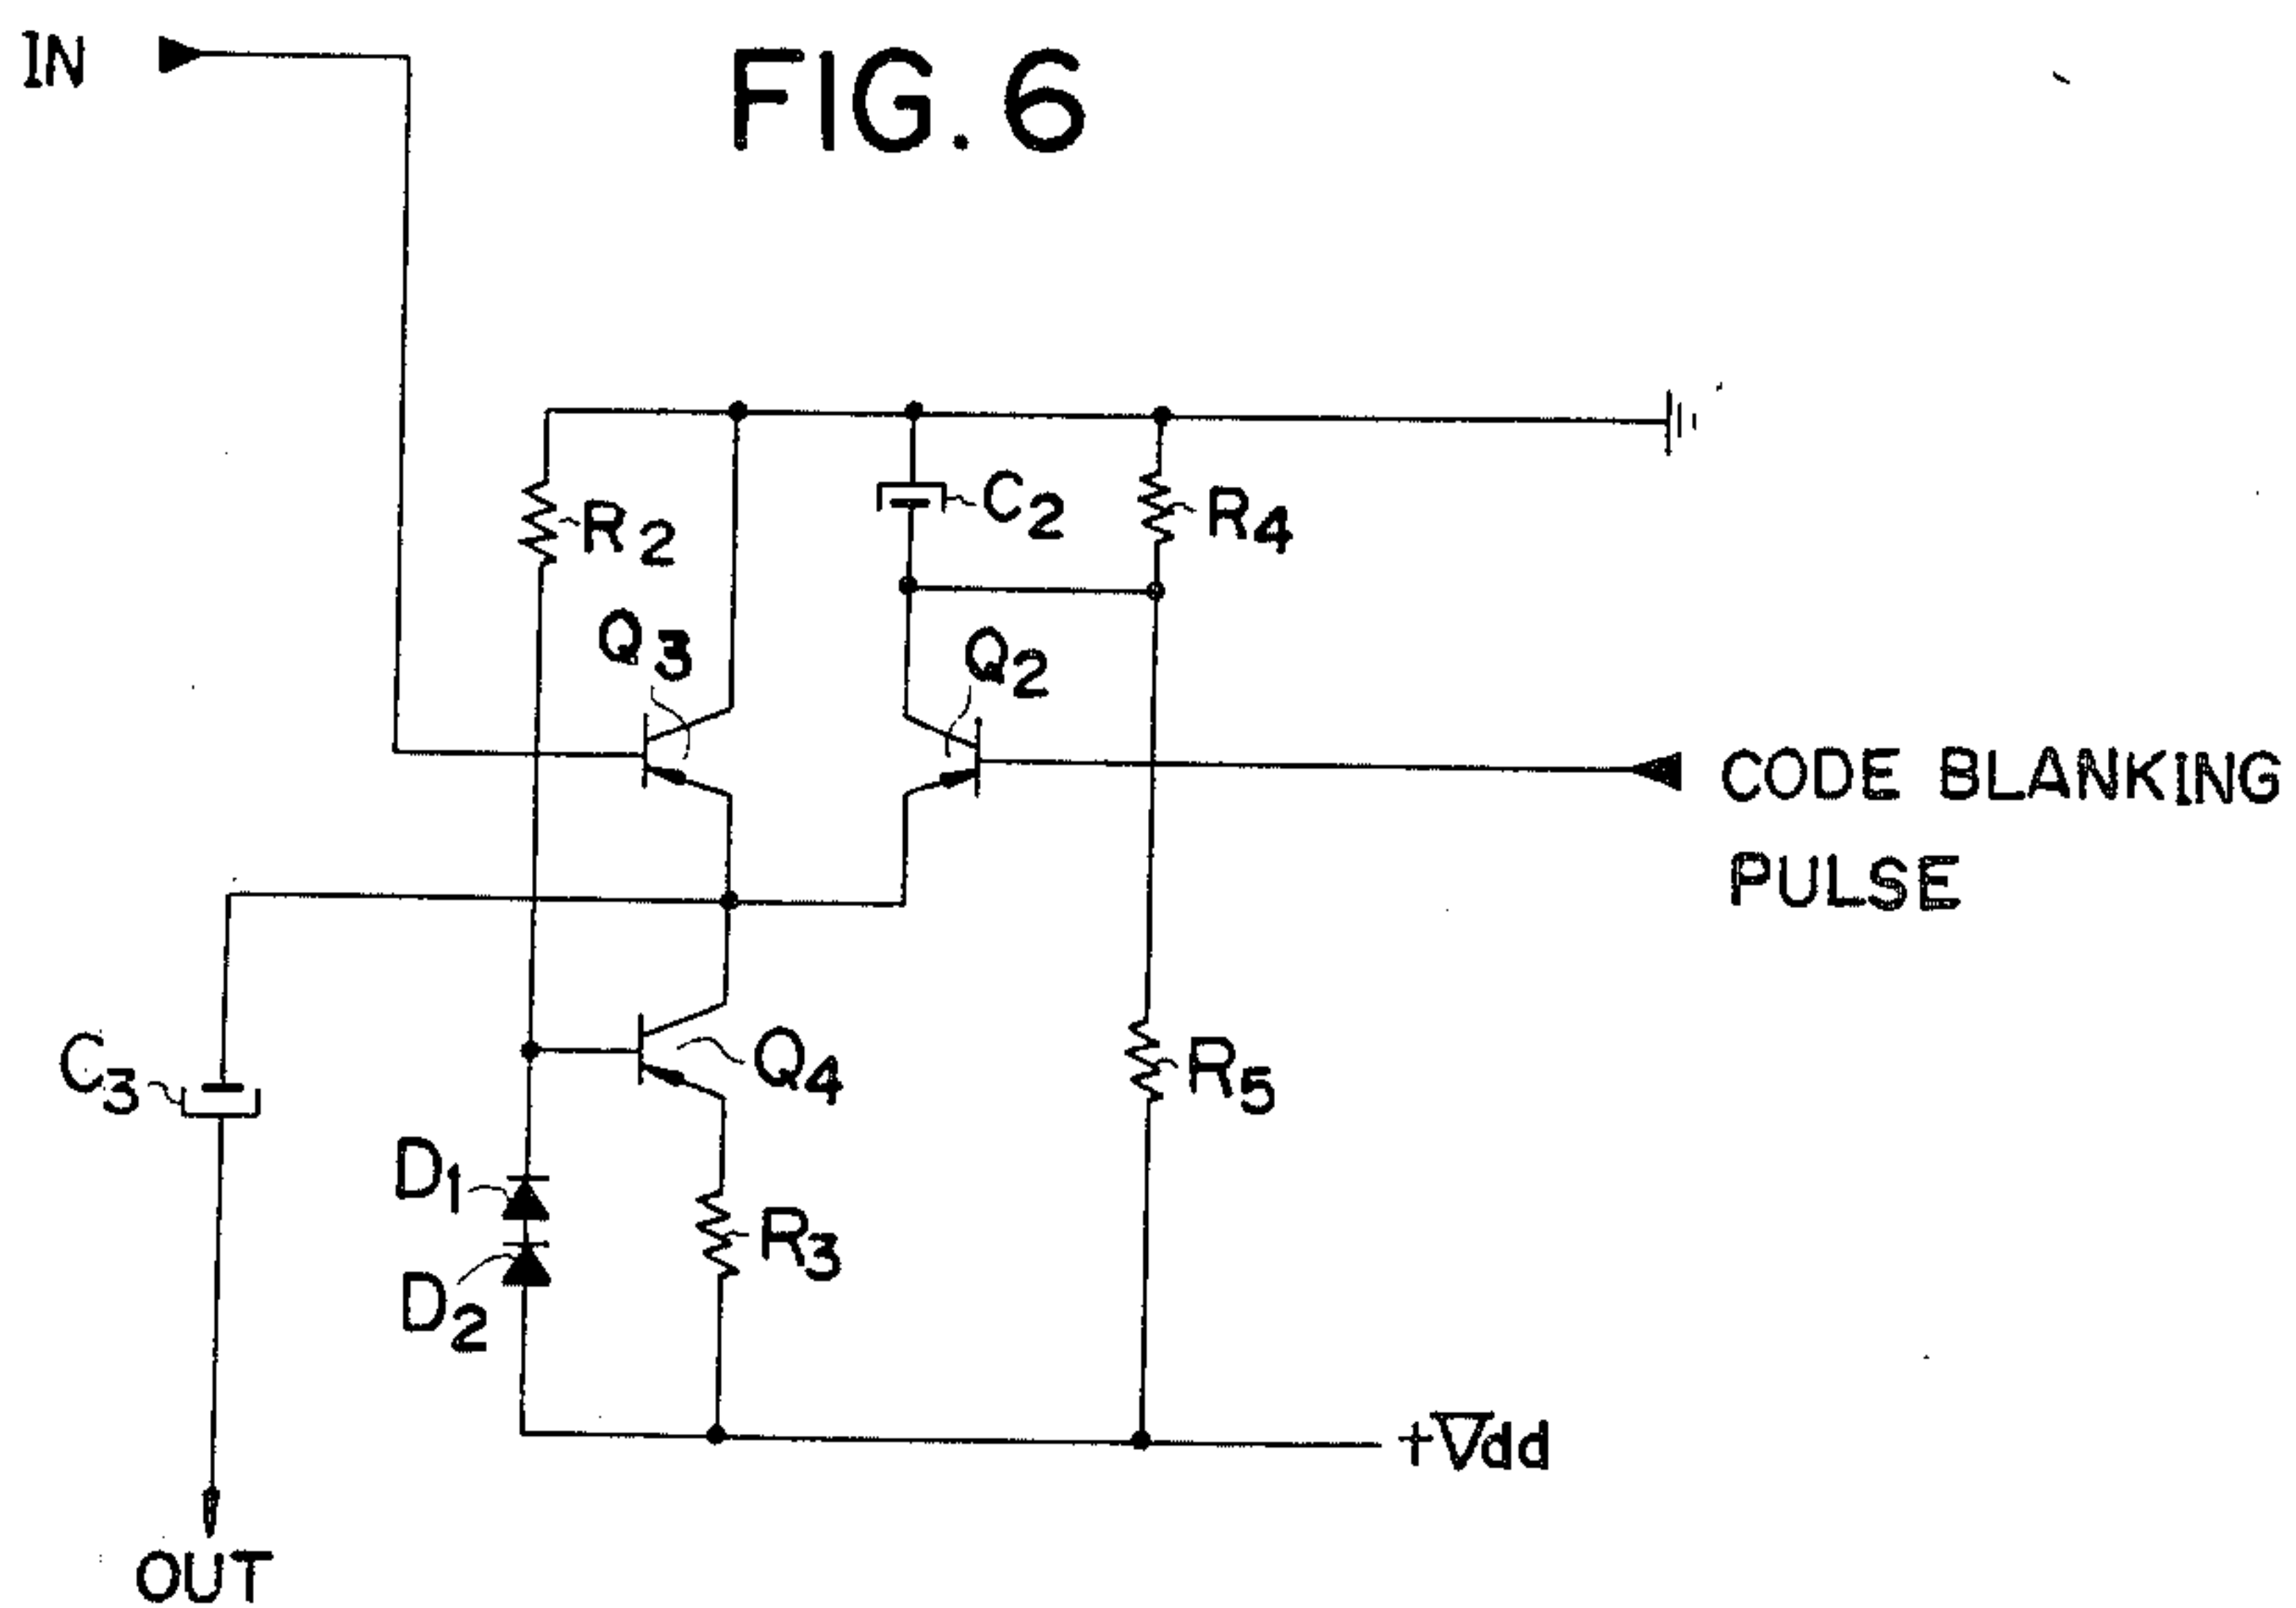 IN
FIG. 6
R2
C2
R4
Q3
Q2
CODE BLANKING
PULSE
C3
Q4
R5
D1
R3
D2
+Vdd
OUT